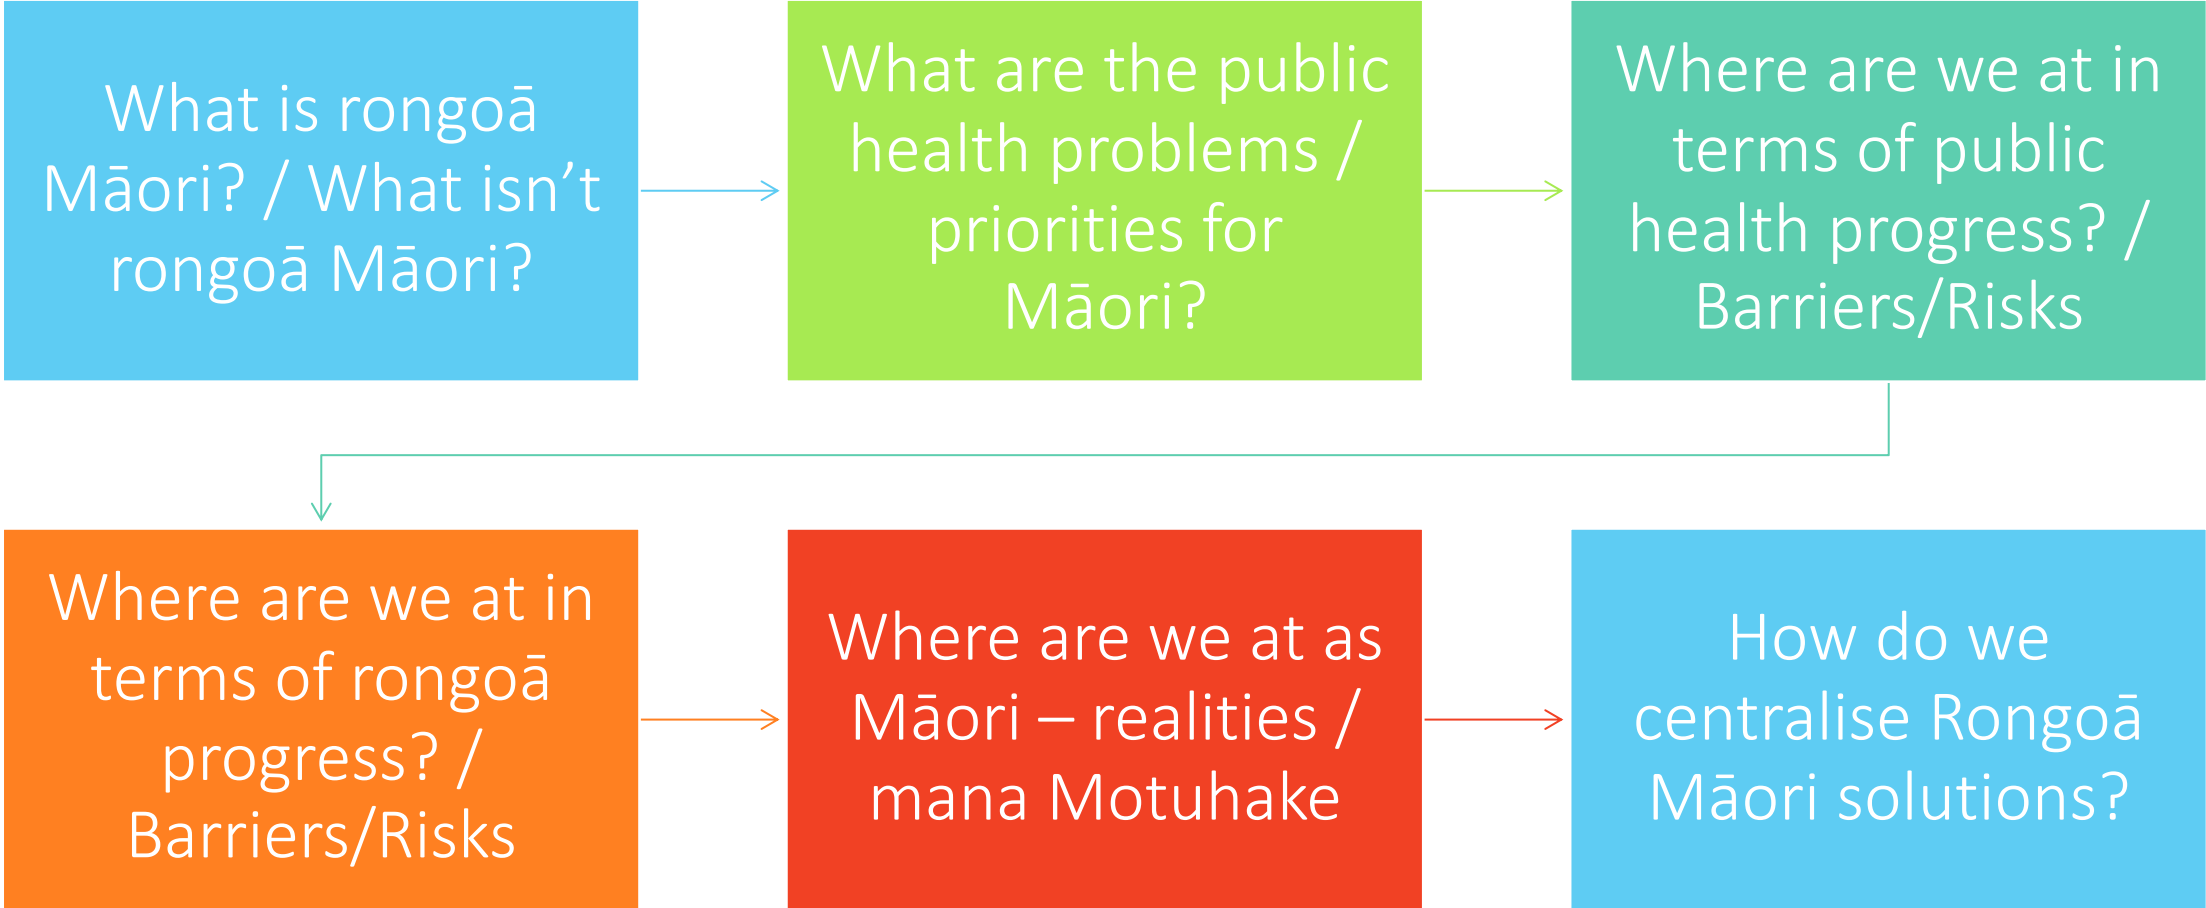 What is rongoā
Māori? / What isn’t
rongoā Māori?
What are the public
health problems /
priorities for
Māori?
Where are we at in
terms of public
health progress? /
Barriers/Risks
Where are we at in
terms of rongoā
progress? /
Barriers/Risks
Where are we at as
Māori – realities /
mana Motuhake
How do we
centralise Rongoā
Māori solutions?